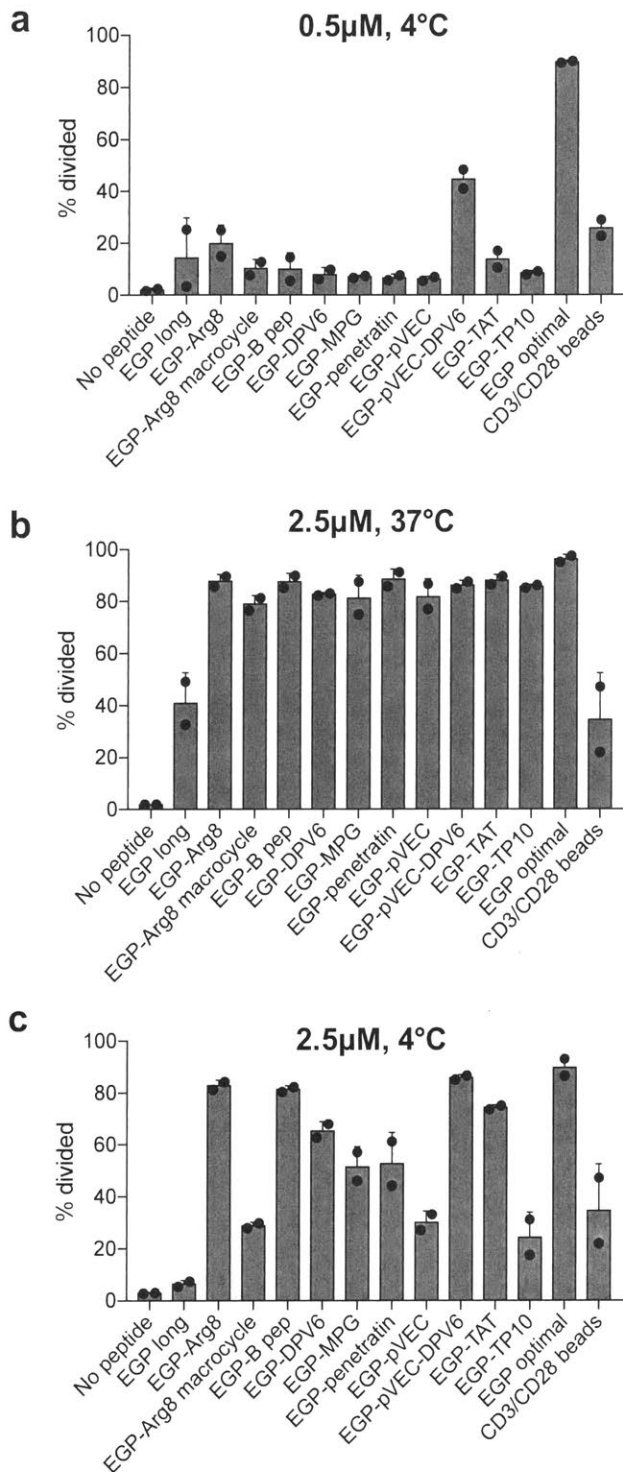 a
0.5µM, 4°C
% divided
100
80
60
40
20
0
No peptide
EGP long
EGP-Arg8
EGP-Arg8 macrocycle
EGP-B pep
EGP-DPV6
EGP-MPG
EGP-penetratin
EGP-pVEC
EGP-pVEC-DPV6
EGP-TAT
EGP-TP10
EGP optimal
CD3/CD28 beads
b
2.5µM, 37°C
% divided
100
80
60
40
20
0
No peptide
EGP long
EGP-Arg8
EGP-Arg8 macrocycle
EGP-B pep
EGP-DPV6
EGP-MPG
EGP-penetratin
EGP-pVEC
EGP-pVEC-DPV6
EGP-TAT
EGP-TP10
EGP optimal
CD3/CD28 beads
c
2.5µM, 4°C
% divided
100
80
60
40
20
0
No peptide
EGP long
EGP-Arg8
EGP-Arg8 macrocycle
EGP-B pep
EGP-DPV6
EGP-MPG
EGP-penetratin
EGP-pVEC
EGP-pVEC-DPV6
EGP-TAT
EGP-TP10
EGP optimal
CD3/CD28 beads